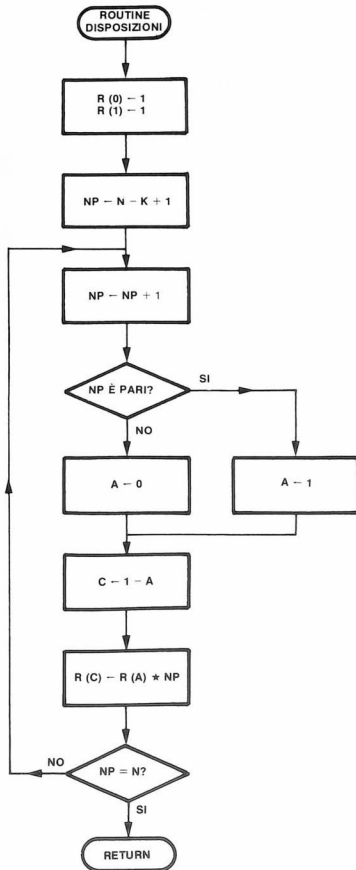 ROUTINE
DISPOSIZIONI
R (0) ← 1
R (1) ← 1
NP ← N − K + 1
NP ← NP + 1
NP È PARI?
SI
NO
A ← 0
A ← 1
C ← 1 − A
R (C) ← R (A) ★ NP
NO
NP = N?
SI
RETURN